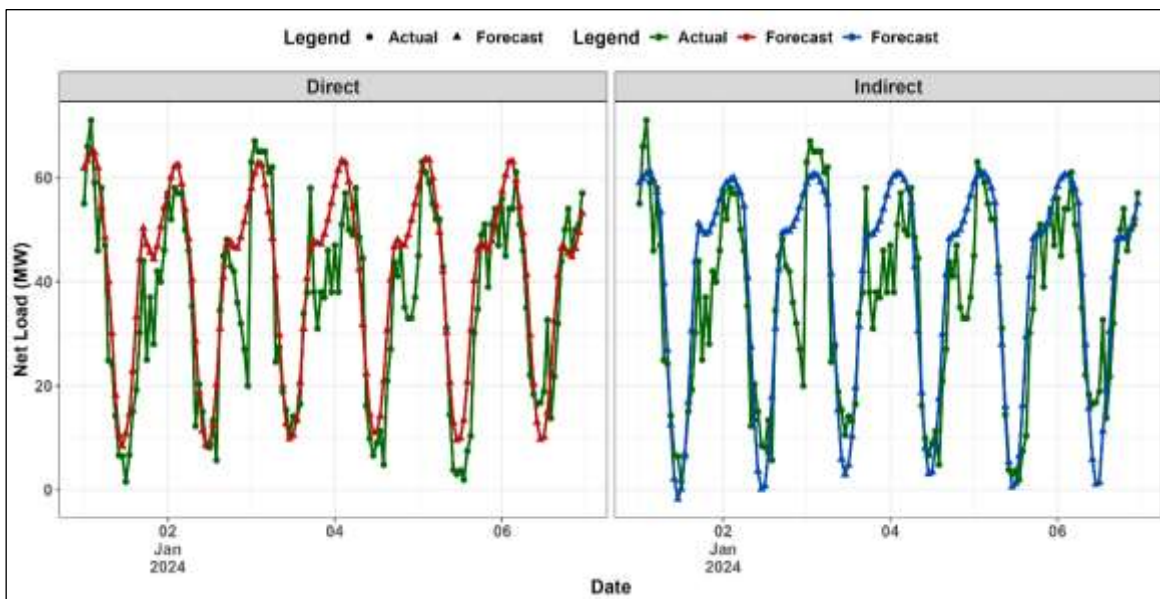 Legend Actual Forecast Legend Actual Forecast Forecast
Direct Indirect
Net Load (MW)
60
40
20
0
02 04 06 02 04 06
Jan Jan
2024 2024
Date